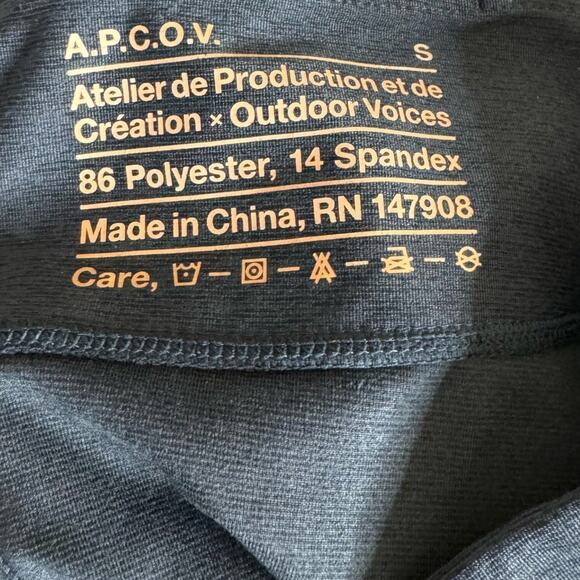 A.P.C.O.V. S
Atelier de Production et de
Création × Outdoor Voices
86 Polyester, 14 Spandex
Made in China, RN 147908
Care,